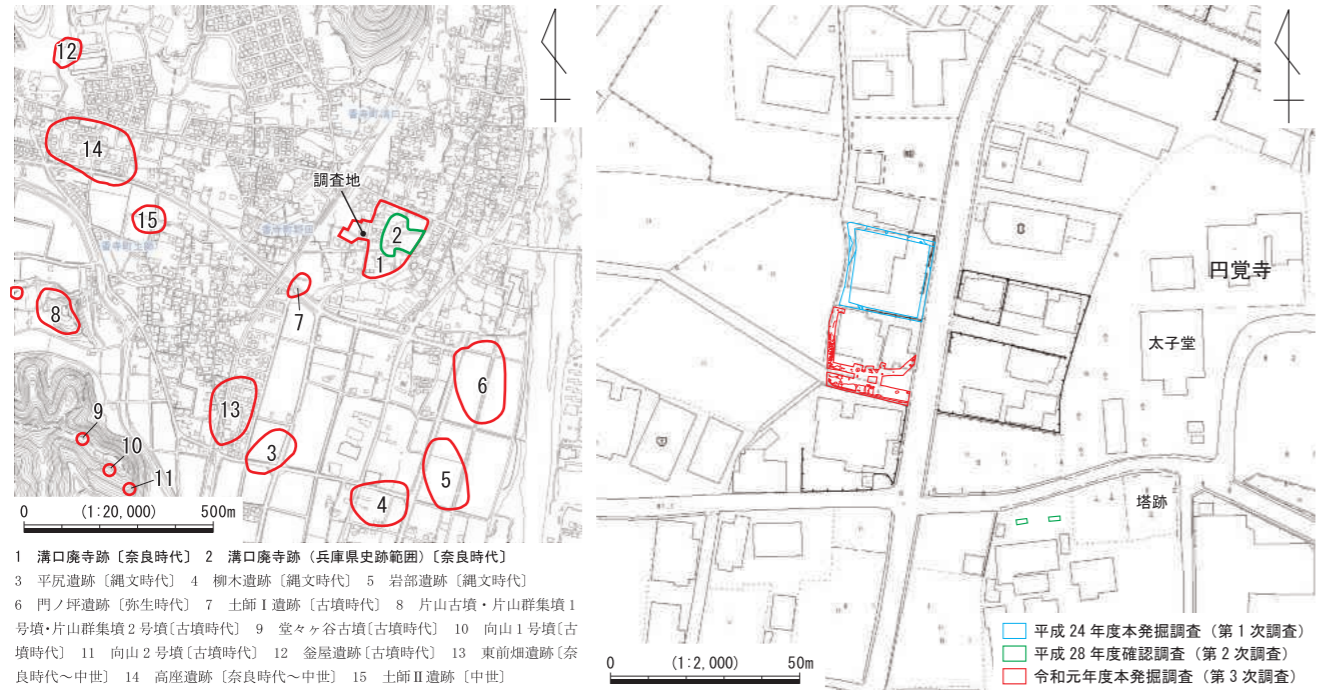 12
14
15
調査地
2
1
7
8
6
13
9
3
10
11
5
4
0 (1:20,000) 500m
1 溝口廃寺跡〔奈良時代〕 2 溝口廃寺跡（兵庫県史跡範囲）〔奈良時代〕
3 平尻遺跡〔縄文時代〕 4 柳木遺跡〔縄文時代〕 5 岩部遺跡〔縄文時代〕
6 門ノ坪遺跡〔弥生時代〕 7 土師Ⅰ遺跡〔古墳時代〕 8 片山古墳・片山群集墳1
号墳・片山群集墳2号墳〔古墳時代〕 9 堂々ヶ谷古墳〔古墳時代〕 10 向山1号墳〔古
墳時代〕 11 向山2号墳〔古墳時代〕 12 釜屋遺跡〔古墳時代〕 13 東前畑遺跡〔奈
良時代～中世〕 14 高座遺跡〔奈良時代～中世〕 15 土師Ⅱ遺跡〔中世〕
円覚寺
太子堂
塔跡
平成24年度本発掘調査（第1次調査）
平成28年度確認調査（第2次調査）
令和元年度本発掘調査（第3次調査）
0 (1:2,000) 50m